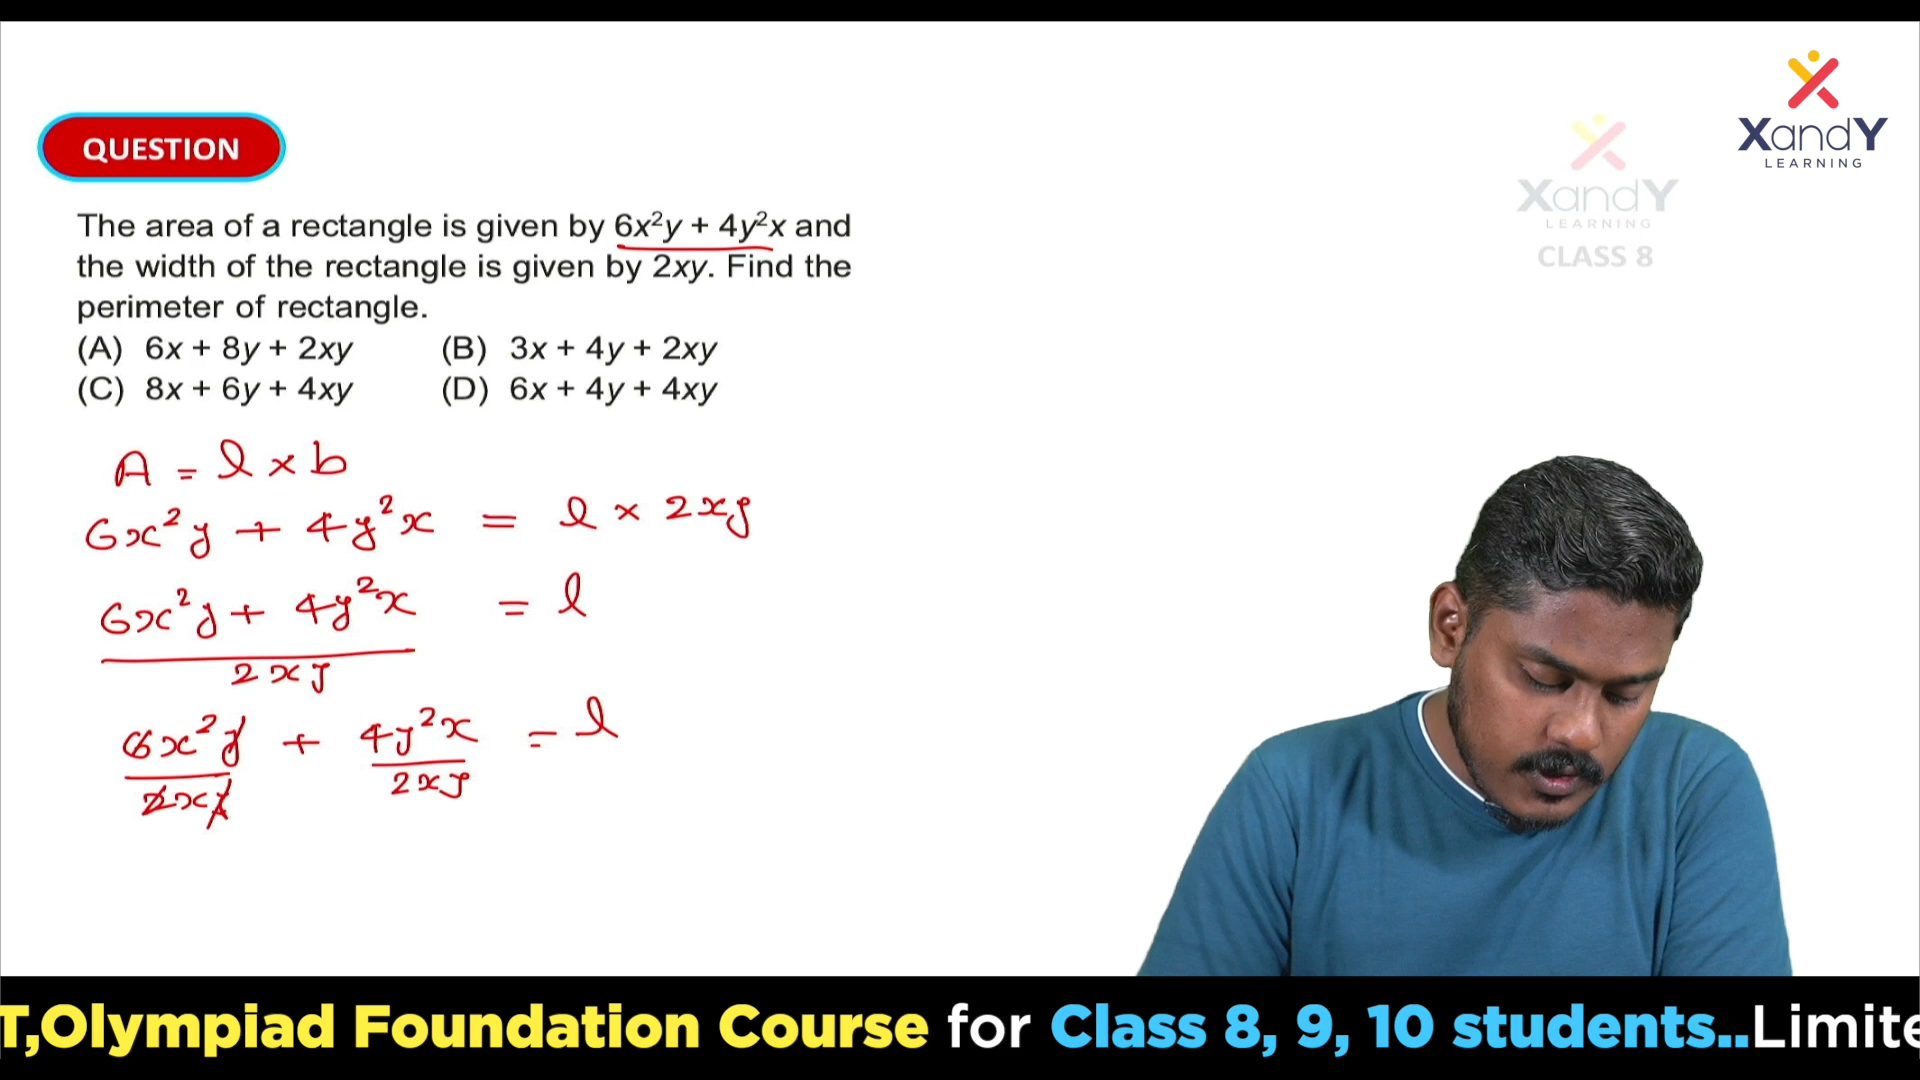 XandY
LEARNING
XandY
LEARNING
CLASS 8
QUESTION
The area of a rectangle is given by 6x²y + 4y²x and
the width of the rectangle is given by 2xy. Find the
perimeter of rectangle.
(A) 6x + 8y + 2xy (B) 3x + 4y + 2xy
(C) 8x + 6y + 4xy (D) 6x + 4y + 4xy
A = l × b
6x²y + 4y²x = l × 2xy
6x²y + 4y²x = l
2xy
6x²y + 4y²x = l
2xy 2xy
T,Olympiad Foundation Course for Class 8, 9, 10 students..Limite